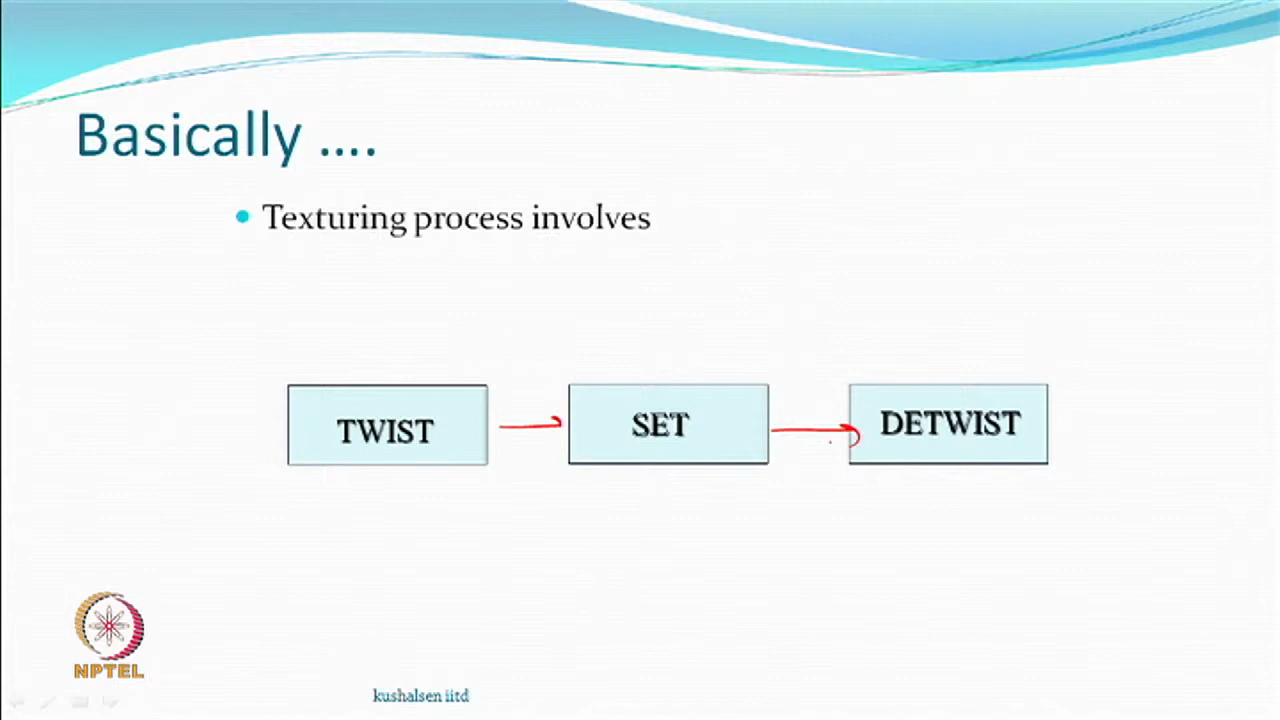 Basically ....
Texturing process involves
TWIST
SET
DETWIST
NPTEL
kushalsen iitd